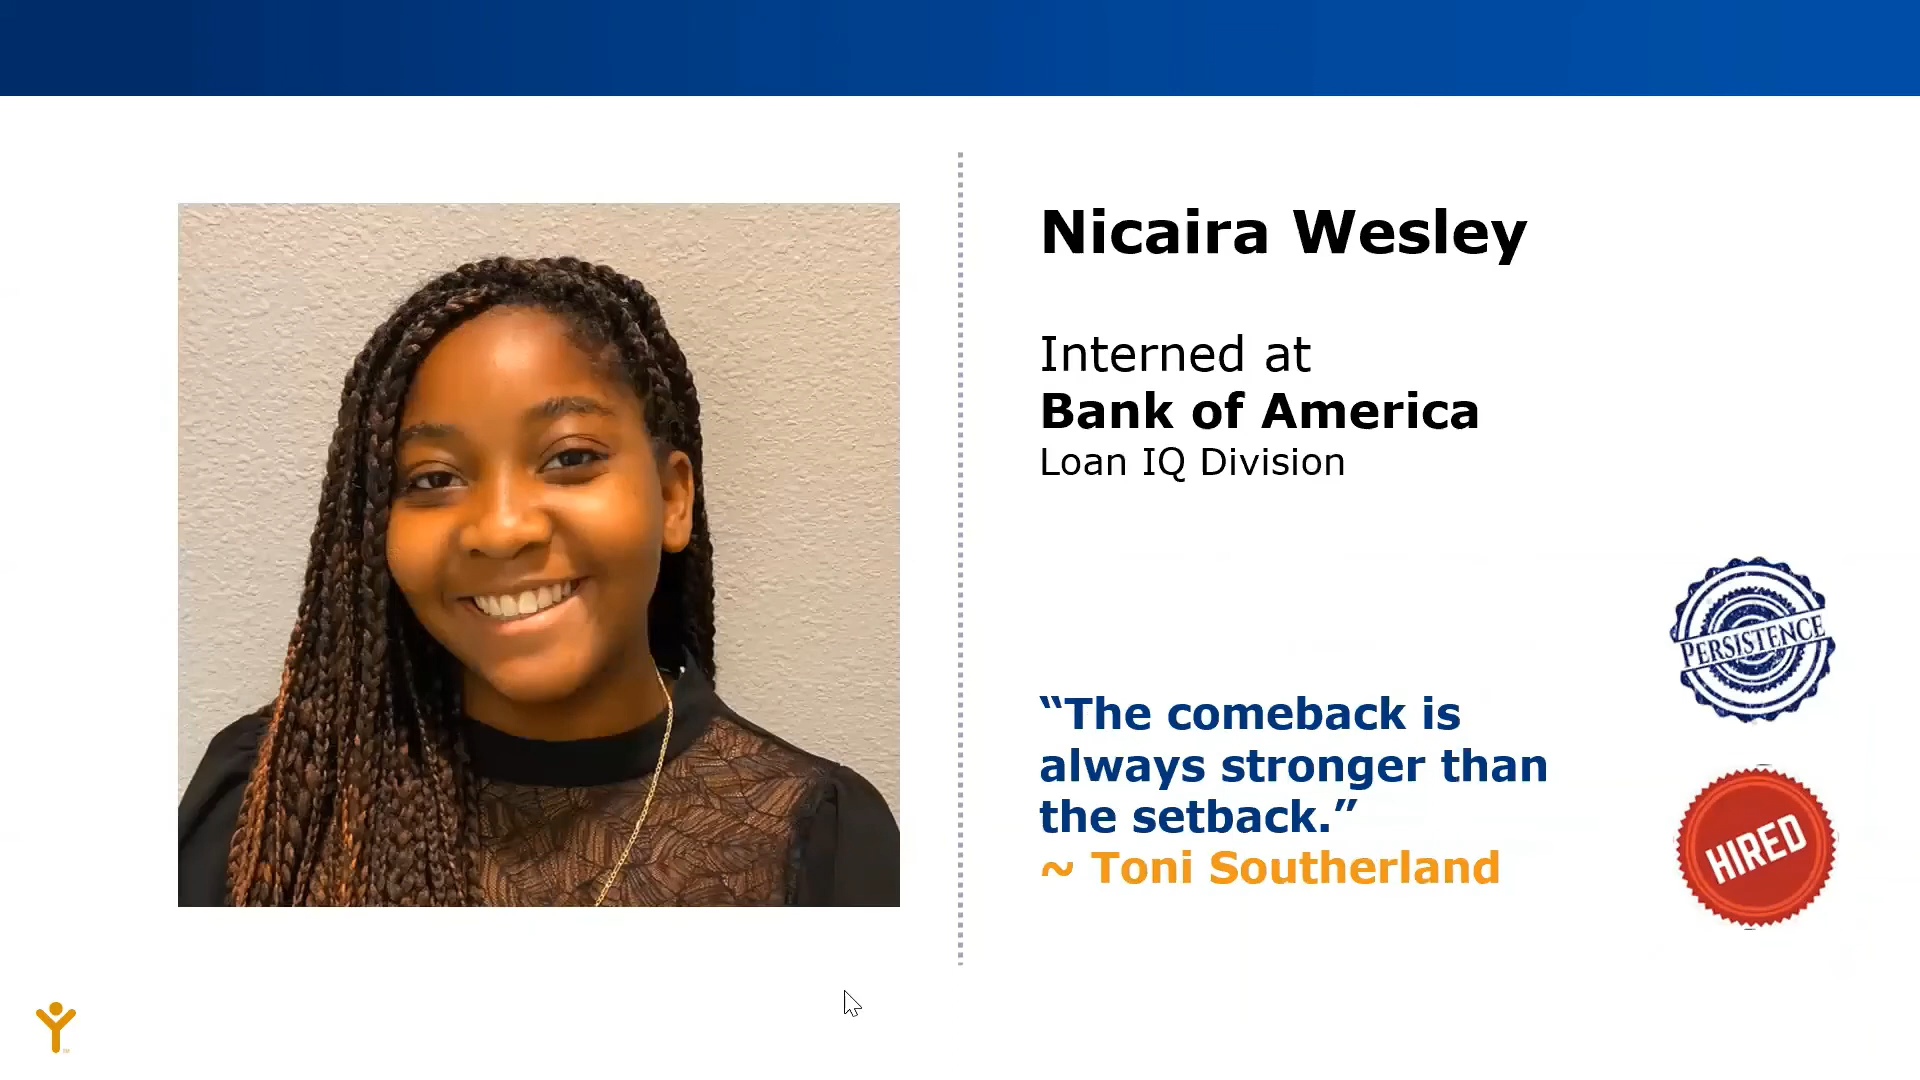 Nicaira Wesley
Interned at
Bank of America
Loan IQ Division
PERSISTENCE
“The comeback is
always stronger than
the setback.”
~ Toni Southerland
HIRED